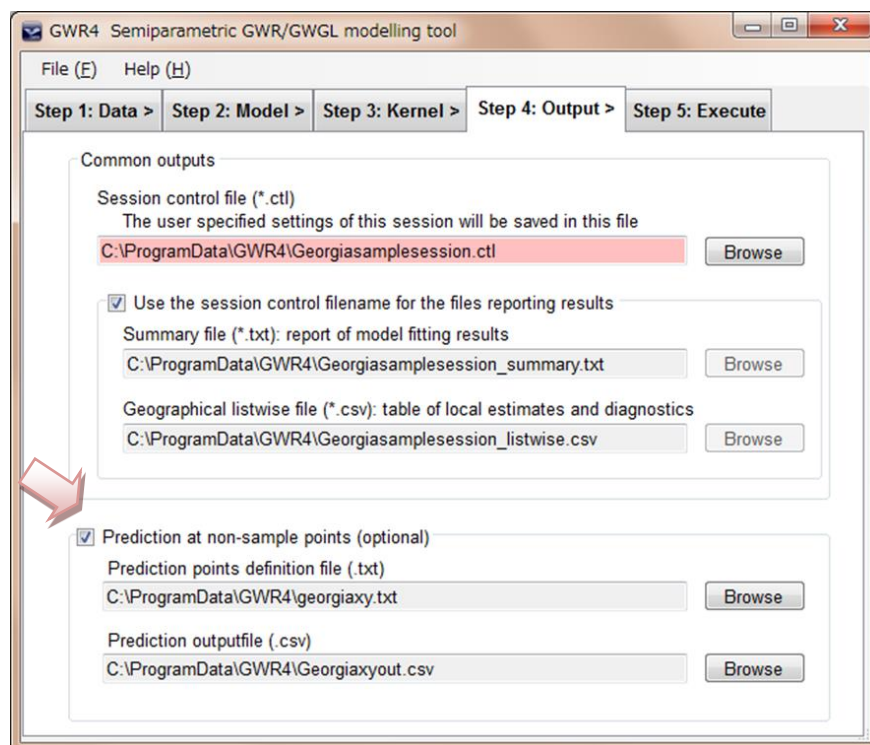 GWR4 Semiparametric GWR/GWGL modelling tool
File (F) Help (H)
Step 1: Data > Step 2: Model > Step 3: Kernel > Step 4: Output > Step 5: Execute
Common outputs
Session control file (*.ctl)
The user specified settings of this session will be saved in this file
C:\ProgramData\GWR4\Georgiasamplesession.ctl Browse
Use the session control filename for the files reporting results
Summary file (*.txt): report of model fitting results
C:\ProgramData\GWR4\Georgiasamplesession_summary.txt Browse
Geographical listwise file (*.csv): table of local estimates and diagnostics
C:\ProgramData\GWR4\Georgiasamplesession_listwise.csv Browse
Prediction at non-sample points (optional)
Prediction points definition file (.txt)
C:\ProgramData\GWR4\georgiaxy.txt Browse
Prediction outputfile (.csv)
C:\ProgramData\GWR4\Georgiaxyout.csv Browse